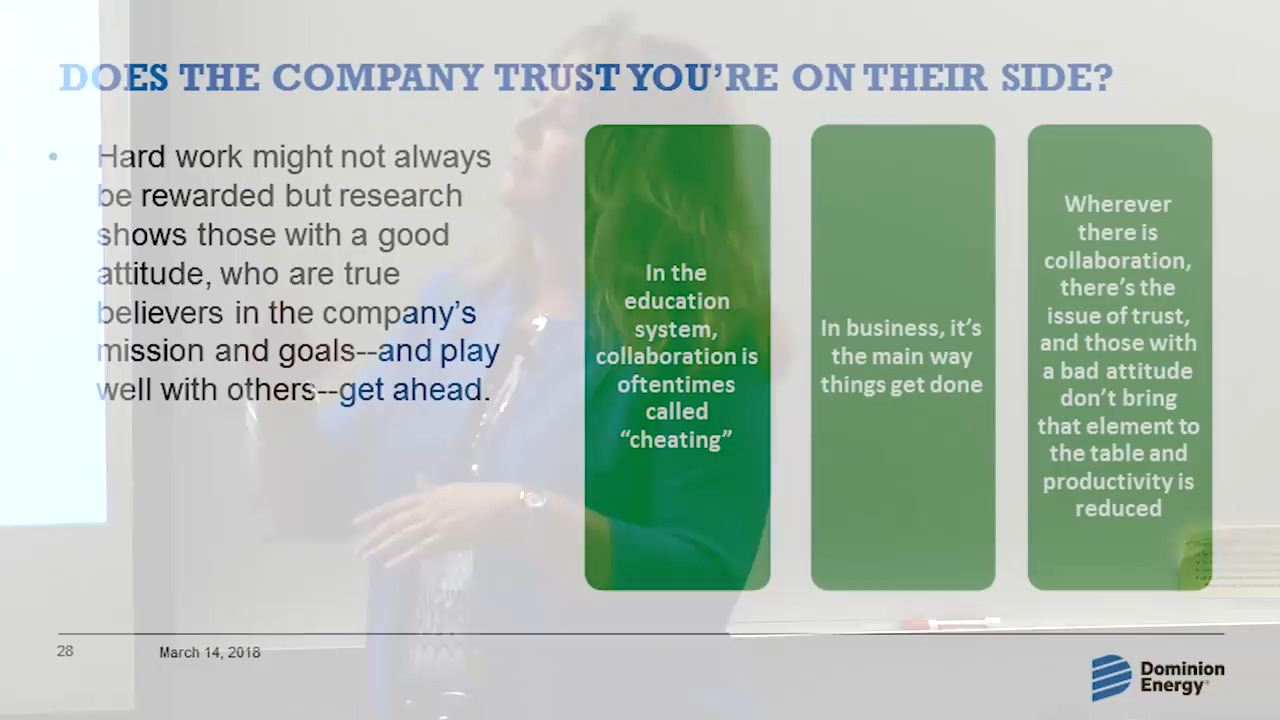 DOES THE COMPANY TRUST YOU’RE ON THEIR SIDE?
• Hard work might not always
be rewarded but research
shows those with a good
attitude, who are true
believers in the company’s
mission and goals--and play
well with others--get ahead.
In the
education
system,
collaboration is
oftentimes
called
“cheating”
In business, it’s
the main way
things get done
Wherever
there is
collaboration,
there’s the
issue of trust,
and those with
a bad attitude
don’t bring
that element to
the table and
productivity is
reduced
28
March 14, 2018
Dominion
Energy®